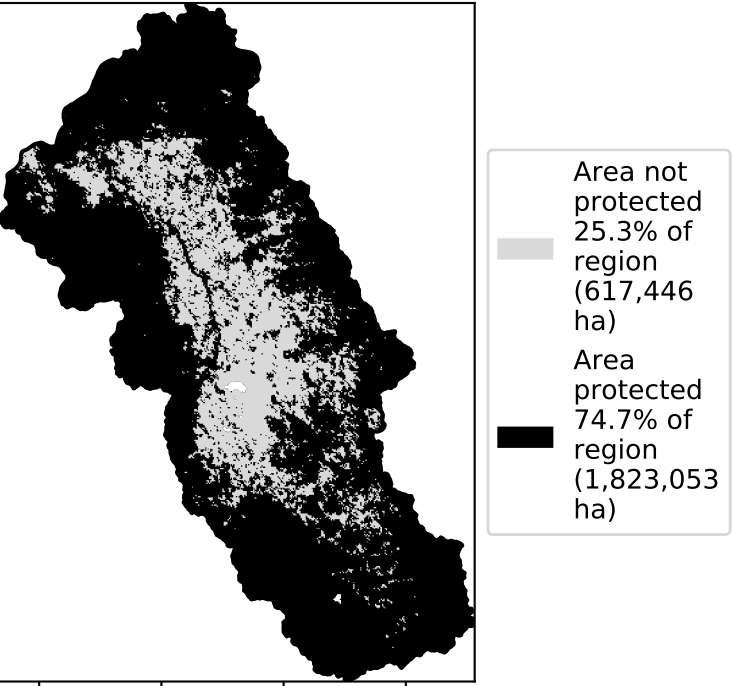 Area not
protected
25.3% of
region
(617,446
ha)
Area
protected
74.7% of
region
(1,823,053
ha)